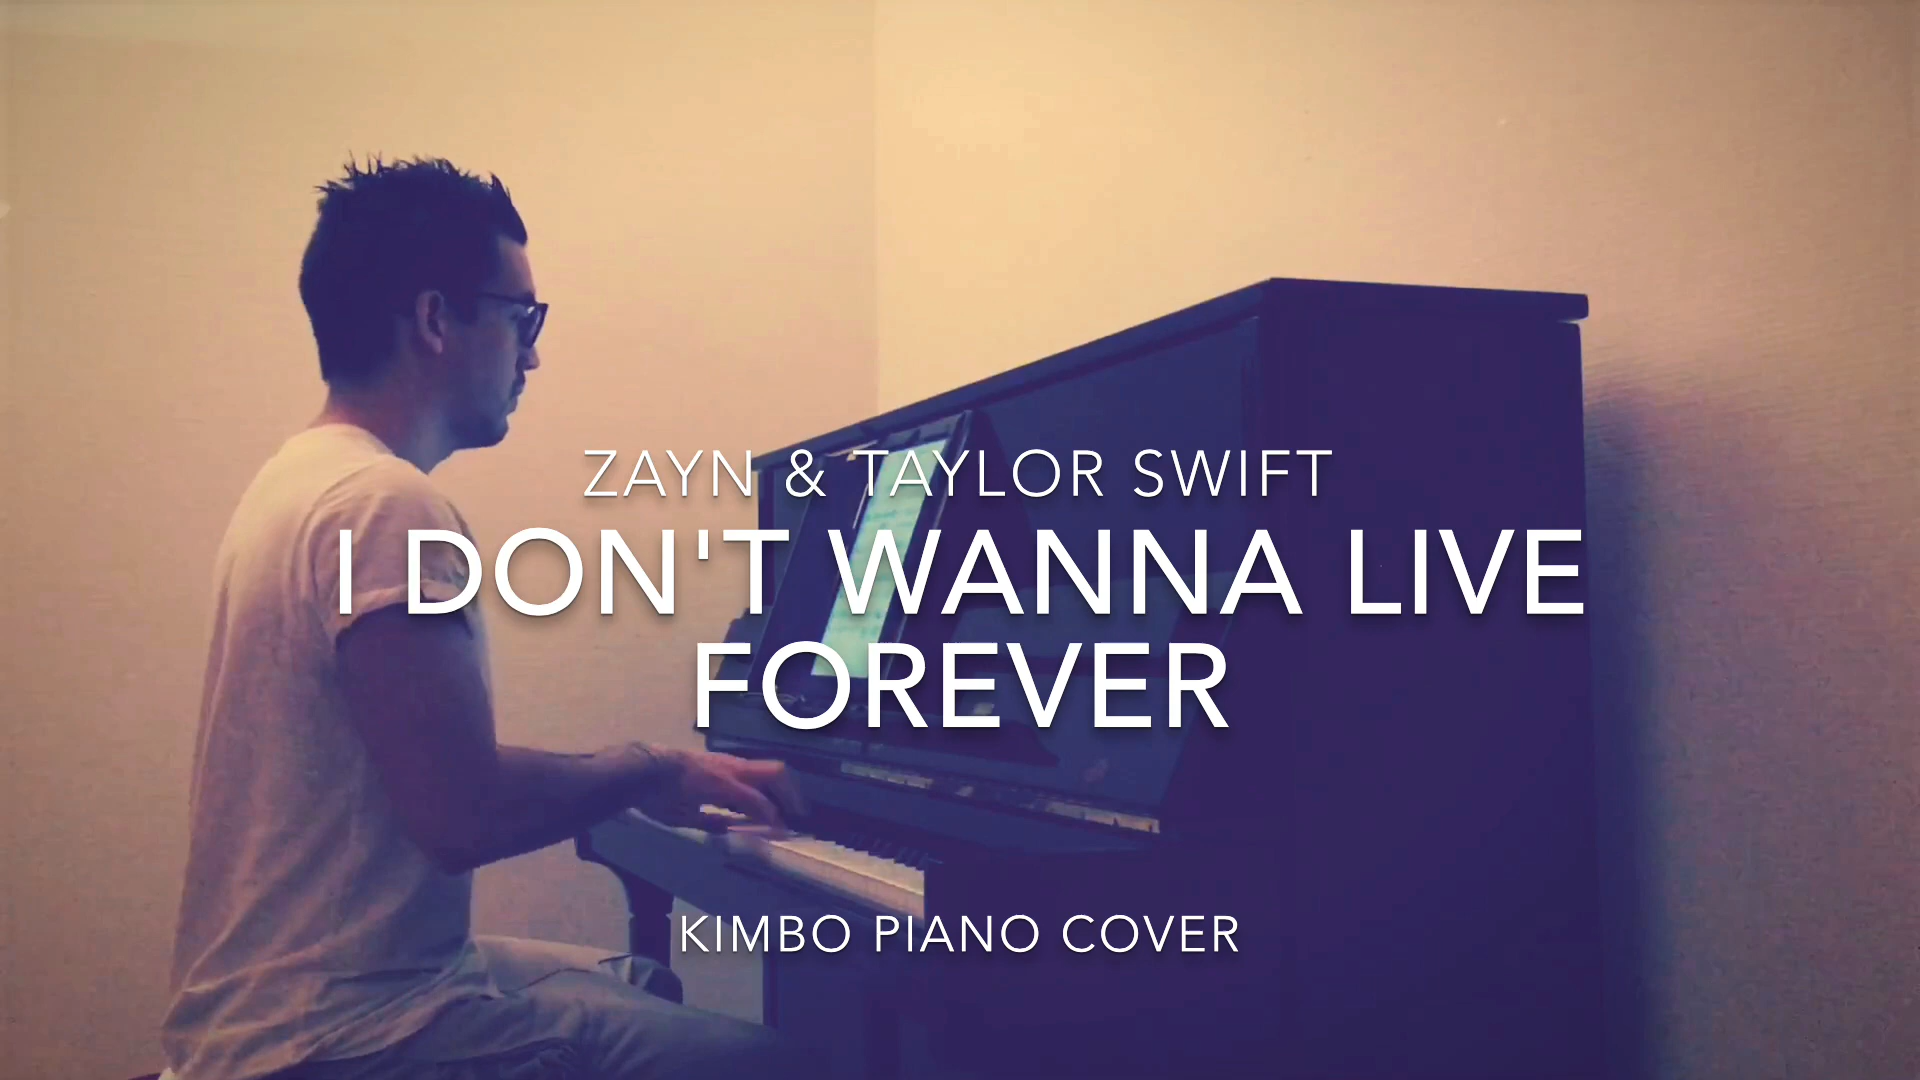 ZAYN & TAYLOR SWIFT
I DON'T WANNA LIVE
FOREVER
KIMBO PIANO COVER